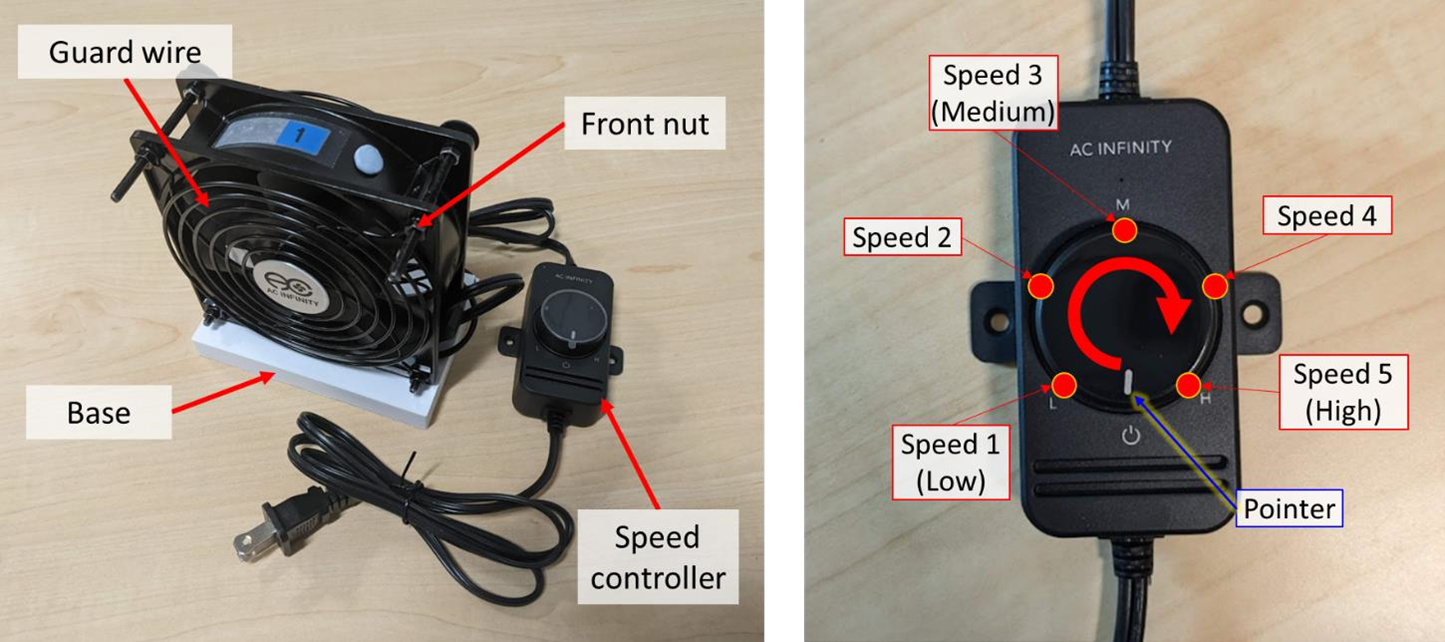 Guard wire
1
Front nut
AC INFINITY
AC INFINITY
Base
L
H
Speed
controller
Speed 3
(Medium)
AC INFINITY
M
Speed 2
Speed 4
L
H
Speed 5
(High)
Speed 1
(Low)
Pointer